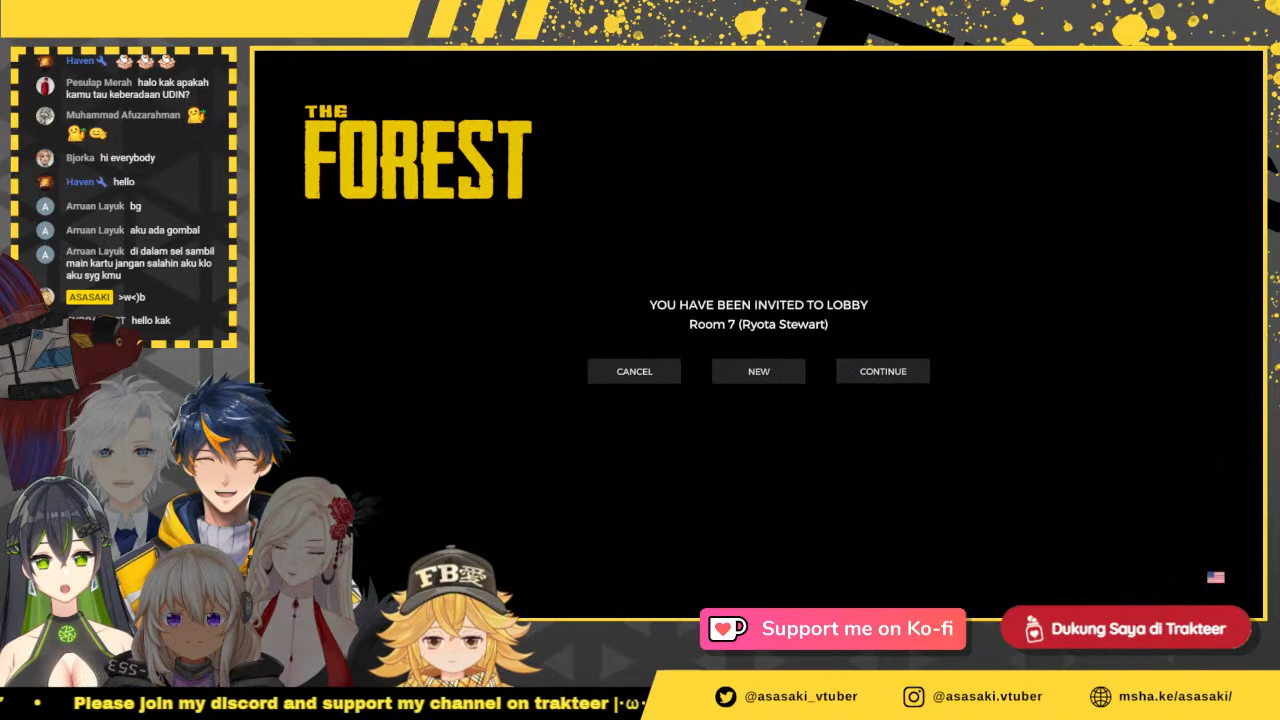 Haven
Pesulap Merah halo kak apakah
kamu tau keberadaan UDIN?
Muhammad Afuzarahman
Bjorka hi everybody
Haven hello
A Arruan Layuk bg
A Arruan Layuk aku ada gombal
A Arruan Layuk di dalam sel sambil
main kartu jangan salahin aku klo
aku syg kmu
ASASAKI >w<)b
hello kak
THE
FOREST
YOU HAVE BEEN INVITED TO LOBBY
Room 7 (Ryota Stewart)
CANCEL
NEW
CONTINUE
FB愛
Support me on Ko-fi
Dukung Saya di Trakteer
• Please join my discord and support my channel on trakteer |·ω·
@asasaki_vtuber
@asasaki.vtuber
msha.ke/asasaki/